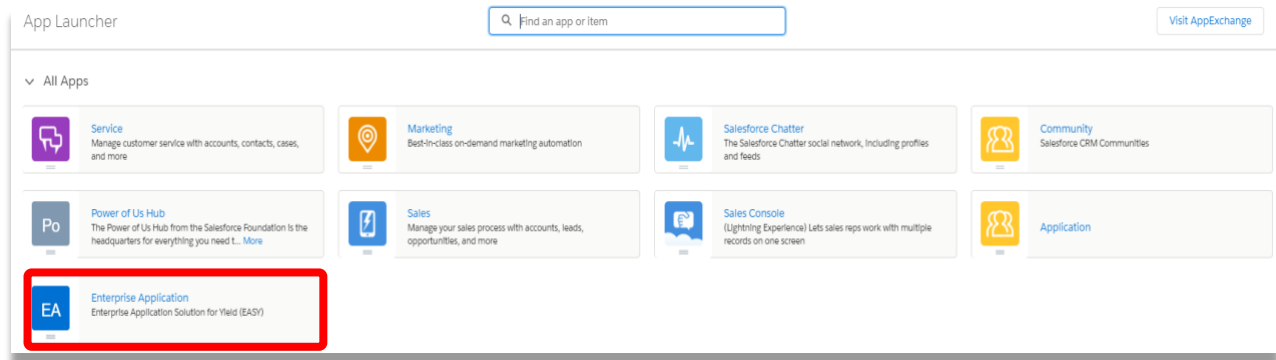 App Launcher
Find an app or item
Visit AppExchange
All Apps
Service
Manage customer service with accounts, contacts, cases,
and more
Marketing
Best-in-class on-demand marketing automation
Salesforce Chatter
The Salesforce Chatter social network, including profiles
and feeds
Community
Salesforce CRM Communities
Po
Power of Us Hub
The Power of Us Hub from the Salesforce Foundation is the
headquarters for everything you need t... More
Sales
Manage your sales process with accounts, leads,
opportunities, and more
Sales Console
(Lightning Experience) Lets sales reps work with multiple
records on one screen
Application
EA
Enterprise Application
Enterprise Application Solution for Yleld (EASY)